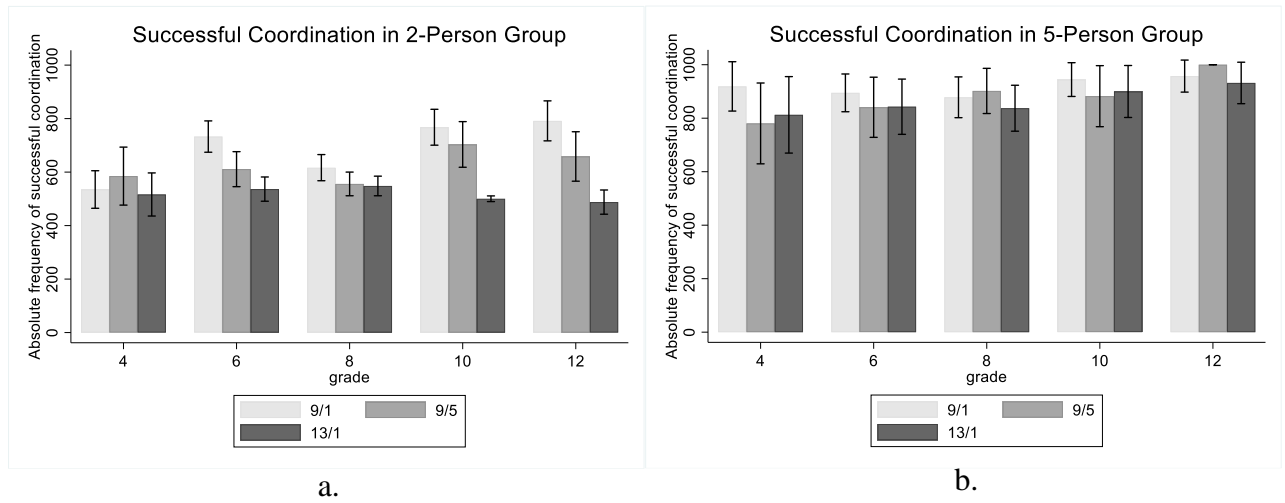 Successful Coordination in 2-Person Group
Absolute frequency of successful coordination
1000
800
600
400
200
0
4 6 8 10 12
grade
9/1 9/5
13/1
a.
Successful Coordination in 5-Person Group
Absolute frequency of successful coordination
1000
800
600
400
200
0
4 6 8 10 12
grade
9/1 9/5
13/1
b.